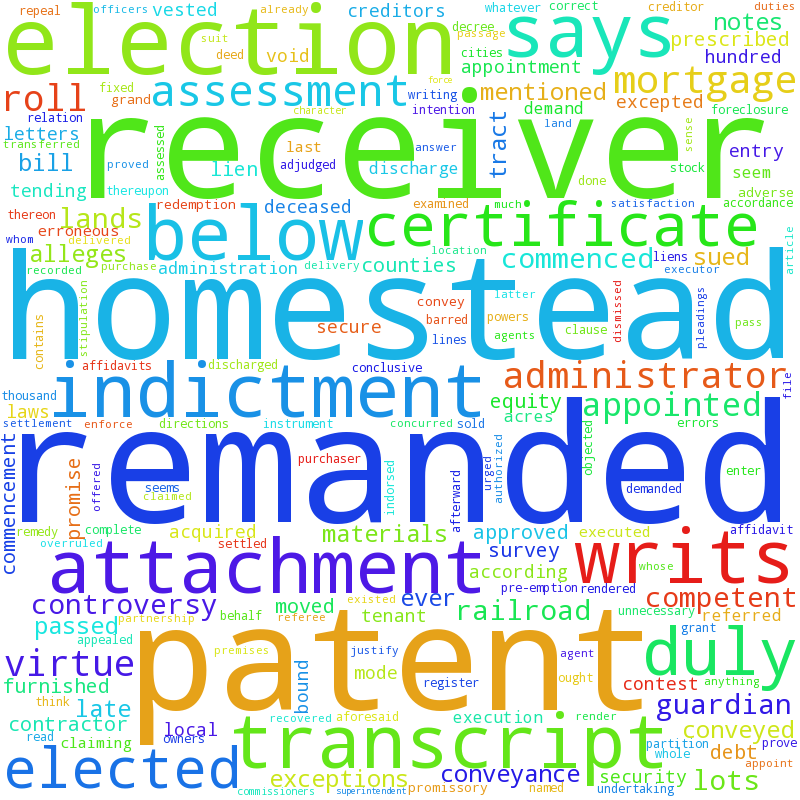 repeal officers vested already creditors decree whatever correct creditor duties
election says notes
suit deed void passage cities appointment prescribed
fixed grand assessment force mentioned hundred mortgage
roll writing intention demand excepted foreclosure
relation character
letters receiver answer tract land sense
transferred proved last adjudged discharge entry
bill assessed lien stock seem
tending thereupon done adverse
thereon redemption deceased examined much satisfaction accordance
lands erroneous below certificate
whom delivered location liens sued article
alleges commenced
recorded purchase administration delivery counties executor
homestead
contains stipulation convey latter powers dismissed pleadings
secure barred agents clause pass
lines
affidavits discharged conclusive administrator file
thousand indictment equity appointed
laws acres
settlement enforce directions instrument concurred sold errors
remanded
commencement promise offered seems claimed purchaser indorsed afterward urged authorized objected demanded enter
remedy complete acquired materials approved executed affidavit
overruled settled survey writs
attachment according whose
pre-emption rendered
controversy existed moved ever competent
partnership behalf referee tenant railroad unnecessary referred
passed appealed grant
patent duly
virtue premises justify agent anything
mode ought contest
furnished bound register
think late recovered aforesaid execution render guardian
contractor local transcript conveyed
read claiming owners partition prove
whole debt
elected exceptions conveyance security appoint
lots
commissioners superintendent promissory named undertaking